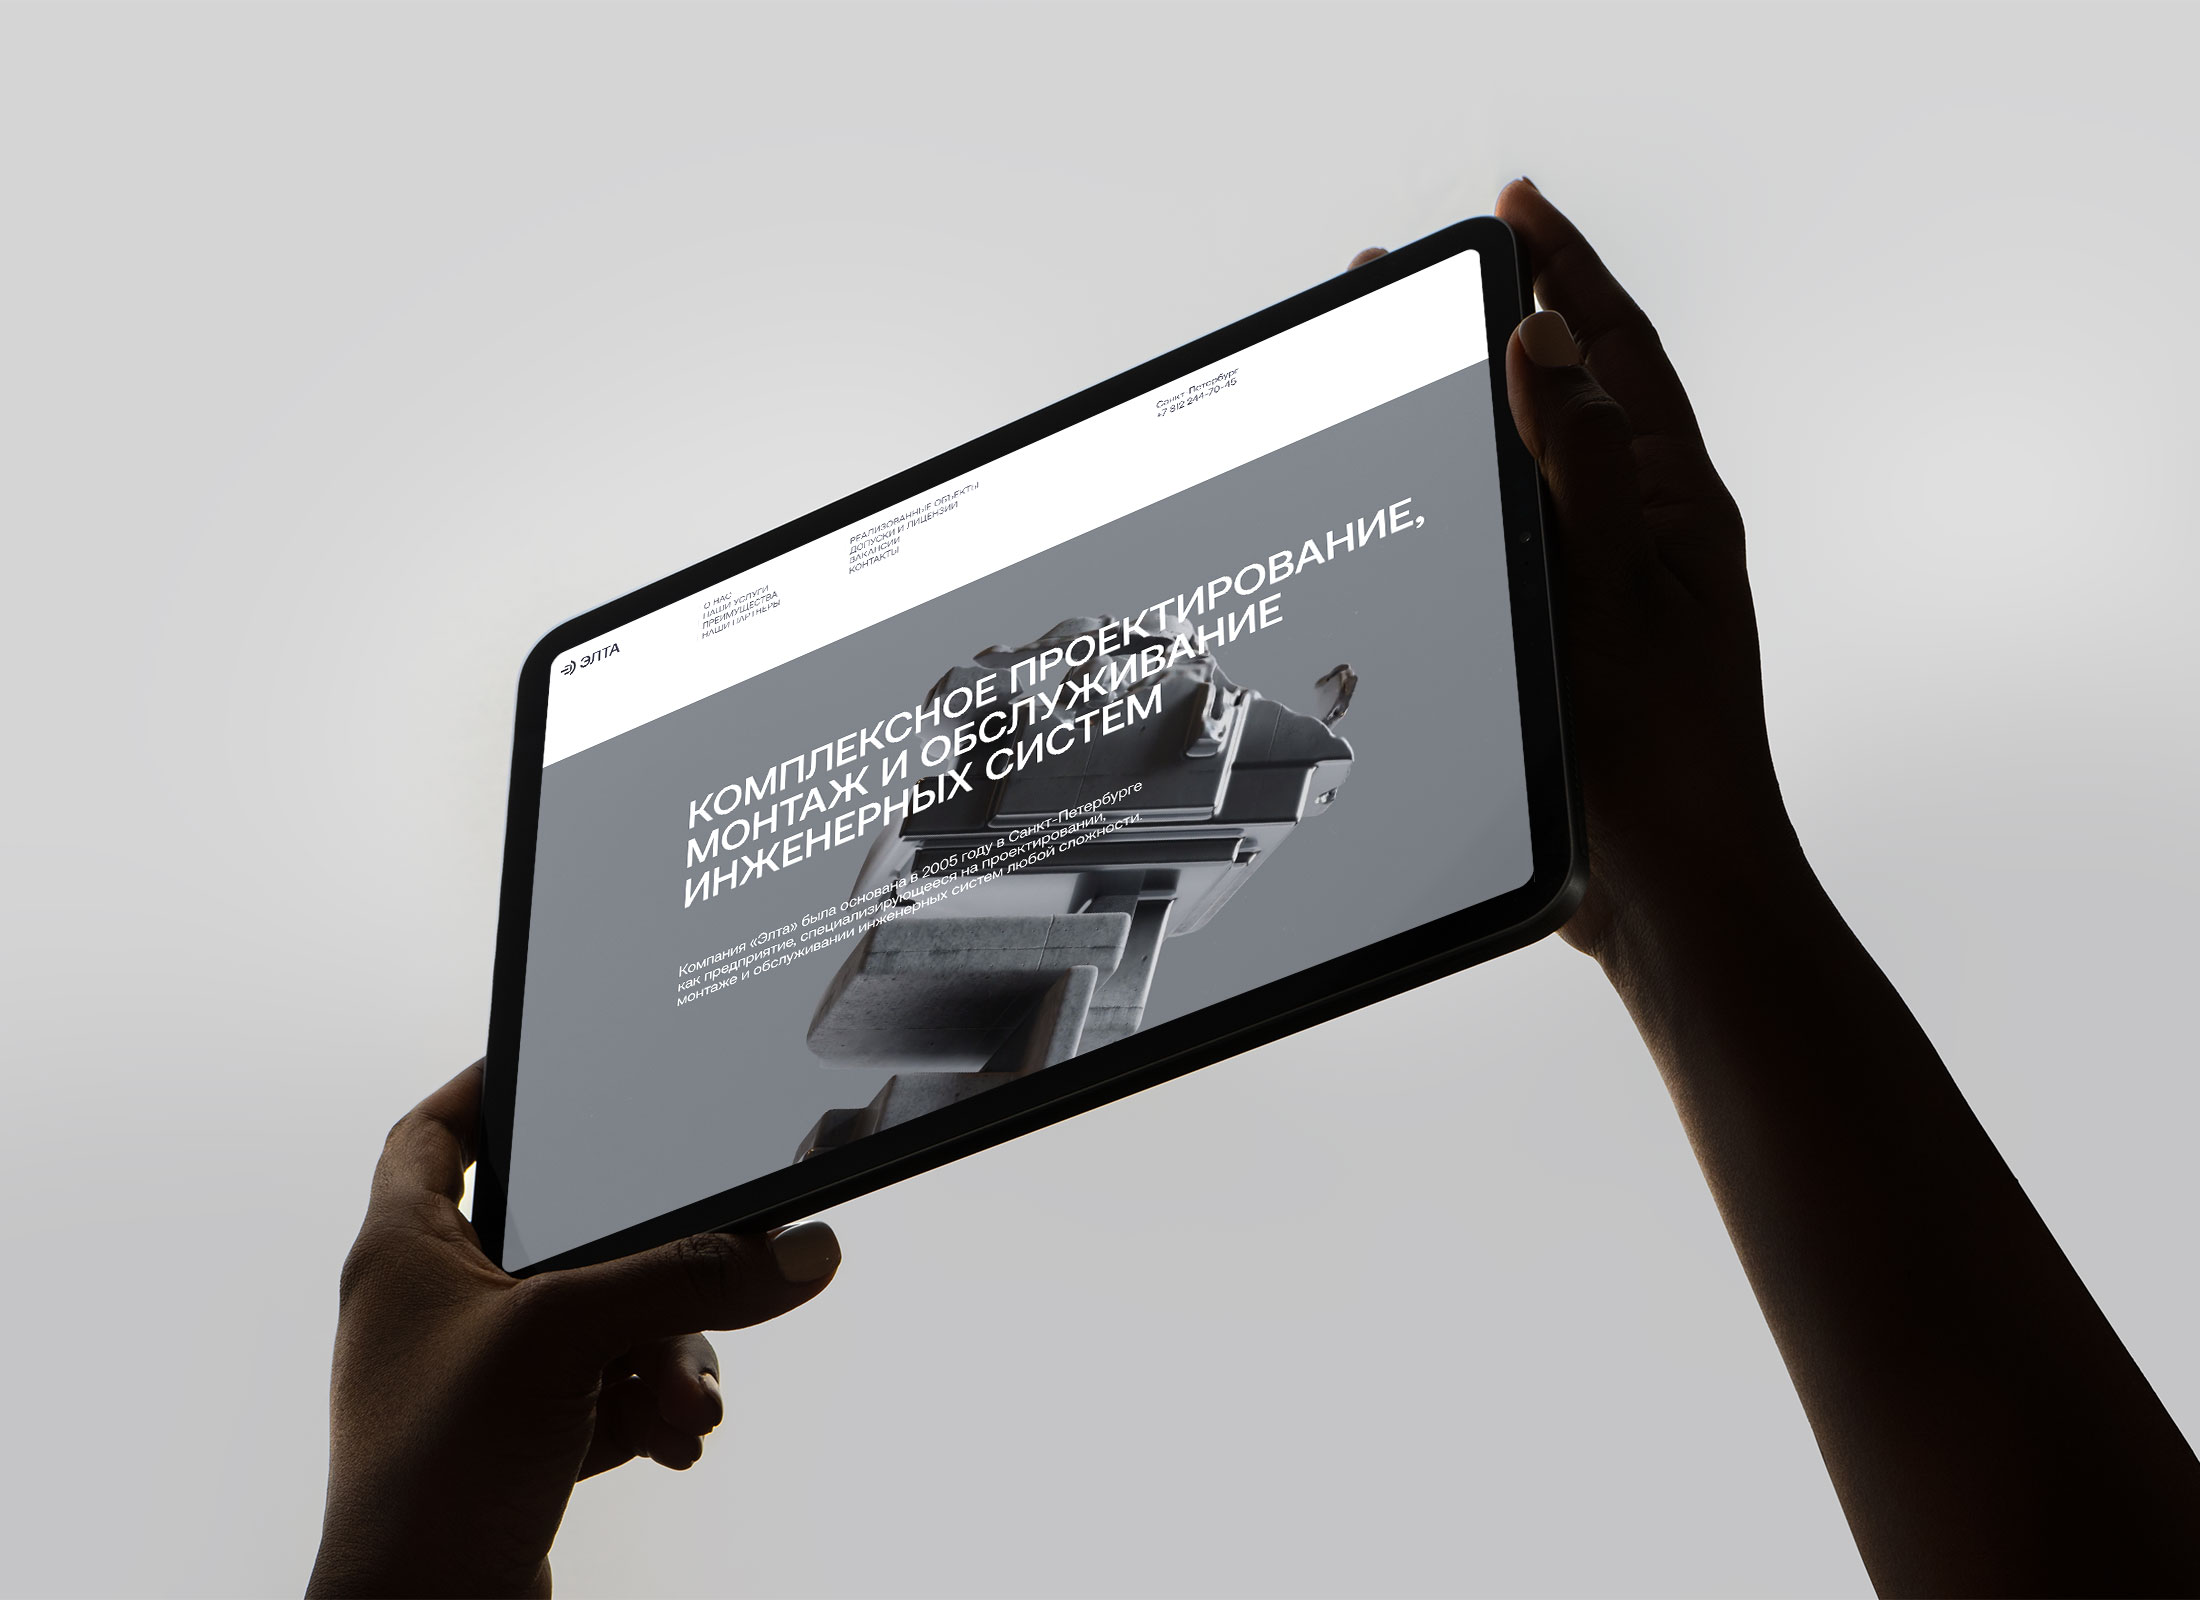 ЭЛТА
О НАС
НАШИ УСЛУГИ
ПРЕИМУЩЕСТВА
НАШИ ПАРТНЕРЫ
РЕАЛИЗОВАННЫЕ ОБЪЕКТЫ
ДОПУСКИ И ЛИЦЕНЗИИ
ВАКАНСИИ
КОНТАКТЫ
Санкт-Петербург
+7 812 244-70-45
КОМПЛЕКСНОЕ ПРОЕКТИРОВАНИЕ,
МОНТАЖ И ОБСЛУЖИВАНИЕ
ИНЖЕНЕРНЫХ СИСТЕМ
Компания «Элта» была основана в 2005 году в Санкт-Петербурге
как предприятие, специализирующееся на проектировании,
монтаже и обслуживании инженерных систем любой сложности.